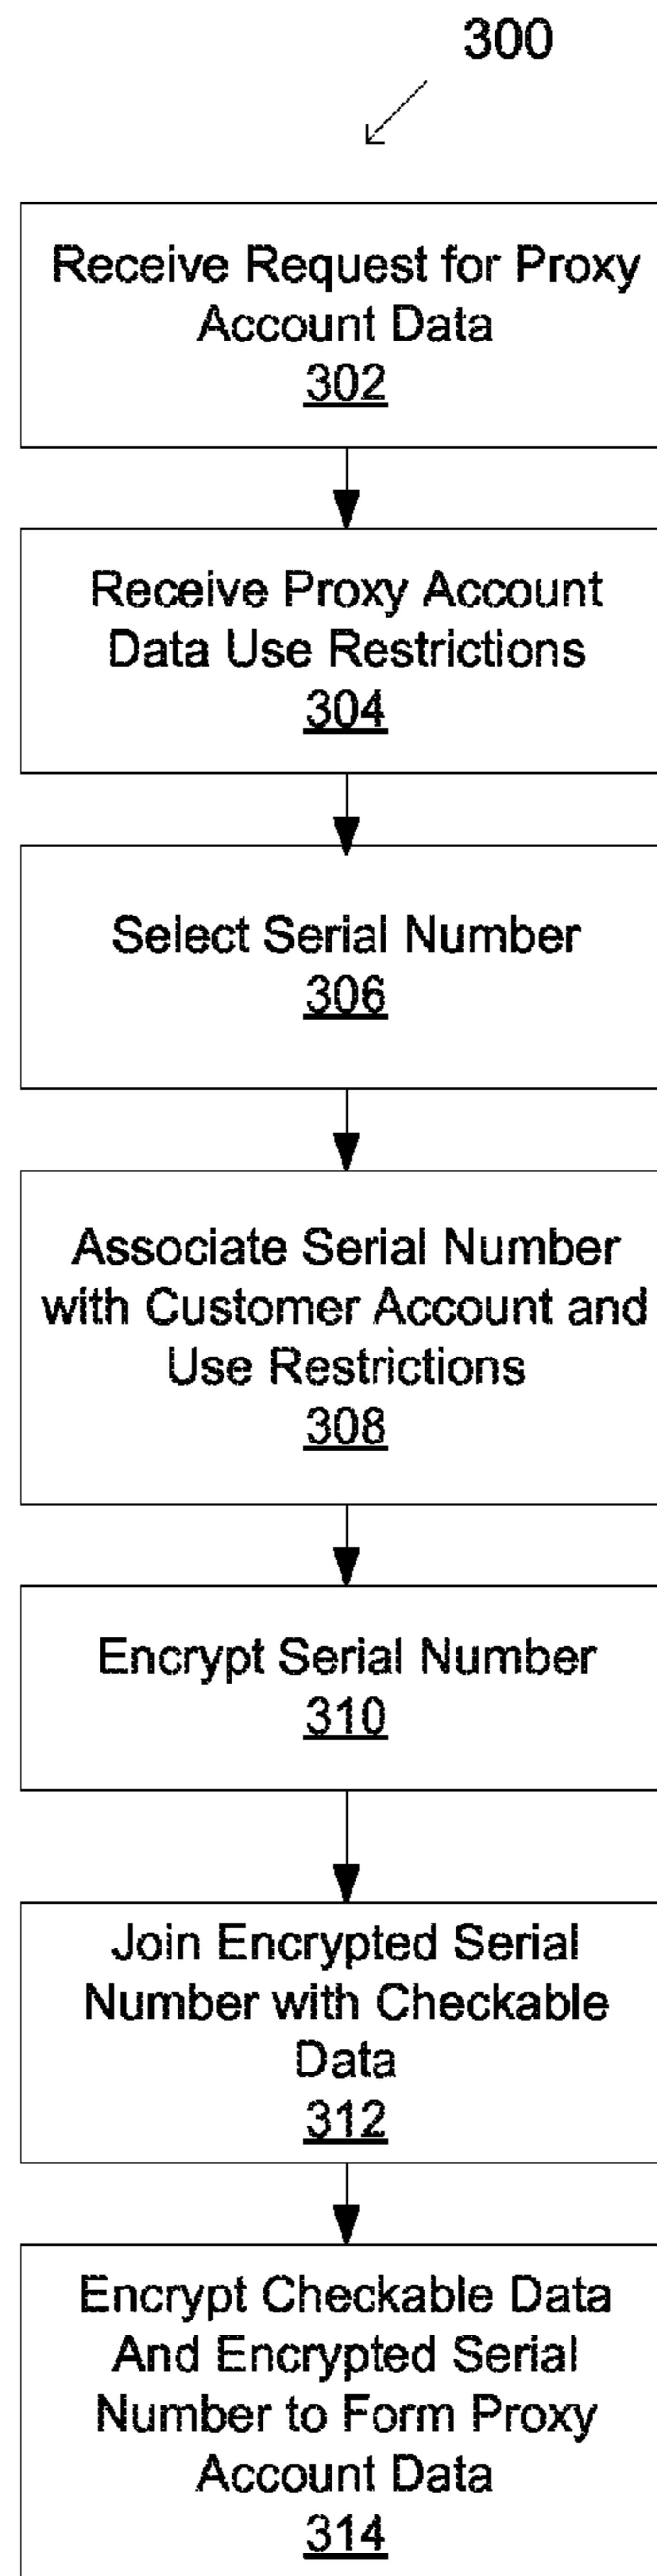 300
Receive Request for Proxy
Account Data
302
Receive Proxy Account
Data Use Restrictions
304
Select Serial Number
306
Associate Serial Number
with Customer Account and
Use Restrictions
308
Encrypt Serial Number
310
Join Encrypted Serial
Number with Checkable
Data
312
Encrypt Checkable Data
And Encrypted Serial
Number to Form Proxy
Account Data
314